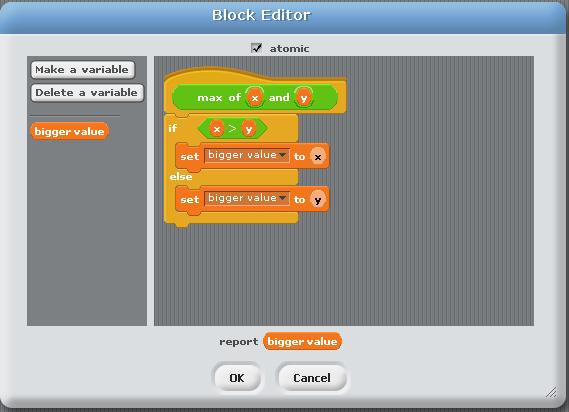 Block Editor
atomic
Make a variable
Delete a variable
bigger value
max of x and y
if x > y
set bigger value to x
else
set bigger value to y
report bigger value
OK Cancel